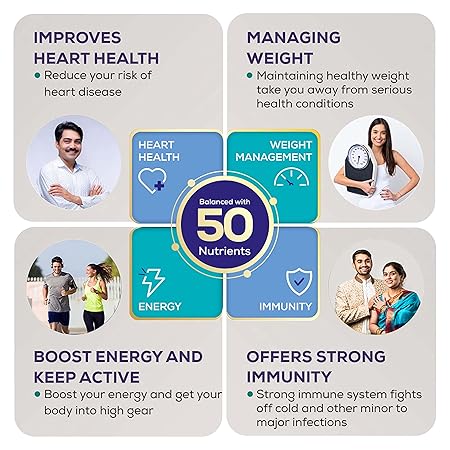 IMPROVES
HEART HEALTH
• Reduce your risk of
heart disease
MANAGING
WEIGHT
• Maintaining healthy weight
take you away from serious
health conditions
HEART
HEALTH
WEIGHT
MANAGEMENT
Balanced with
50
Nutrients
ENERGY
IMMUNITY
BOOST ENERGY AND
KEEP ACTIVE
• Boost your energy and get your
body into high gear
OFFERS STRONG
IMMUNITY
• Strong immune system fights
off cold and other minor to
major infections